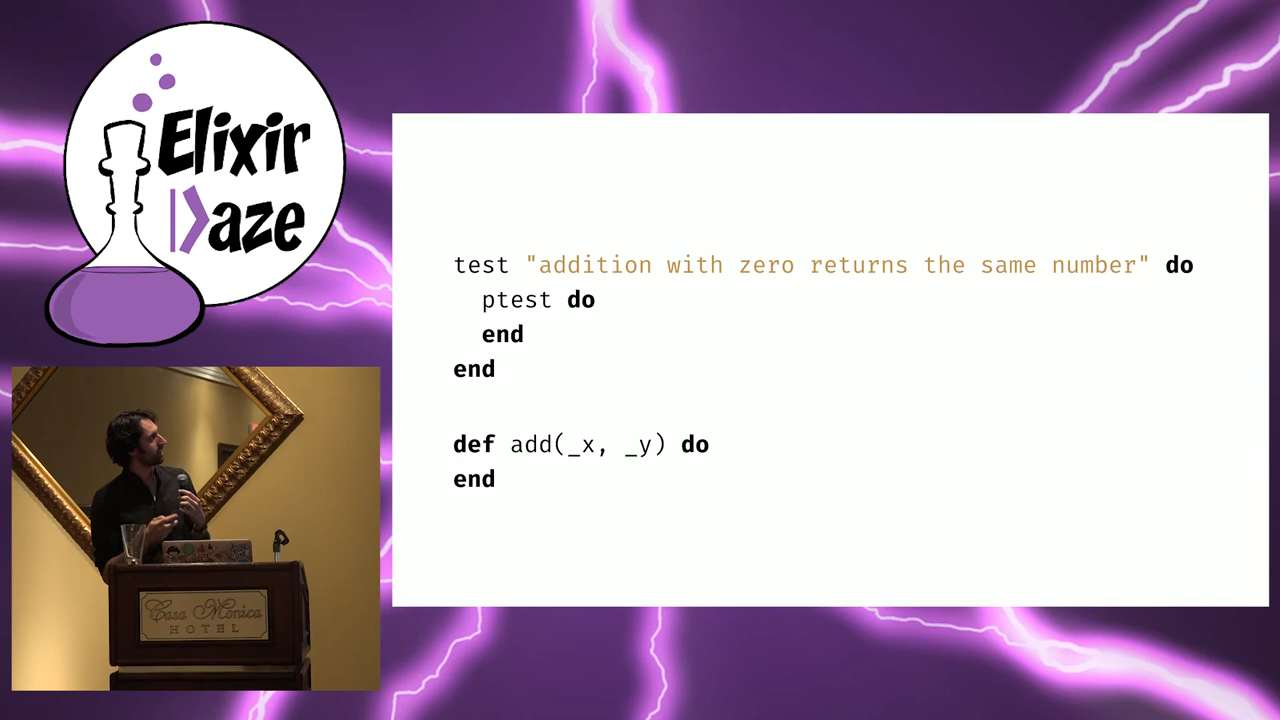 Elixir
Daze
test "addition with zero returns the same number" do
  ptest do
  end
end
def add(_x, _y) do
end
Casa Monica
HOTEL